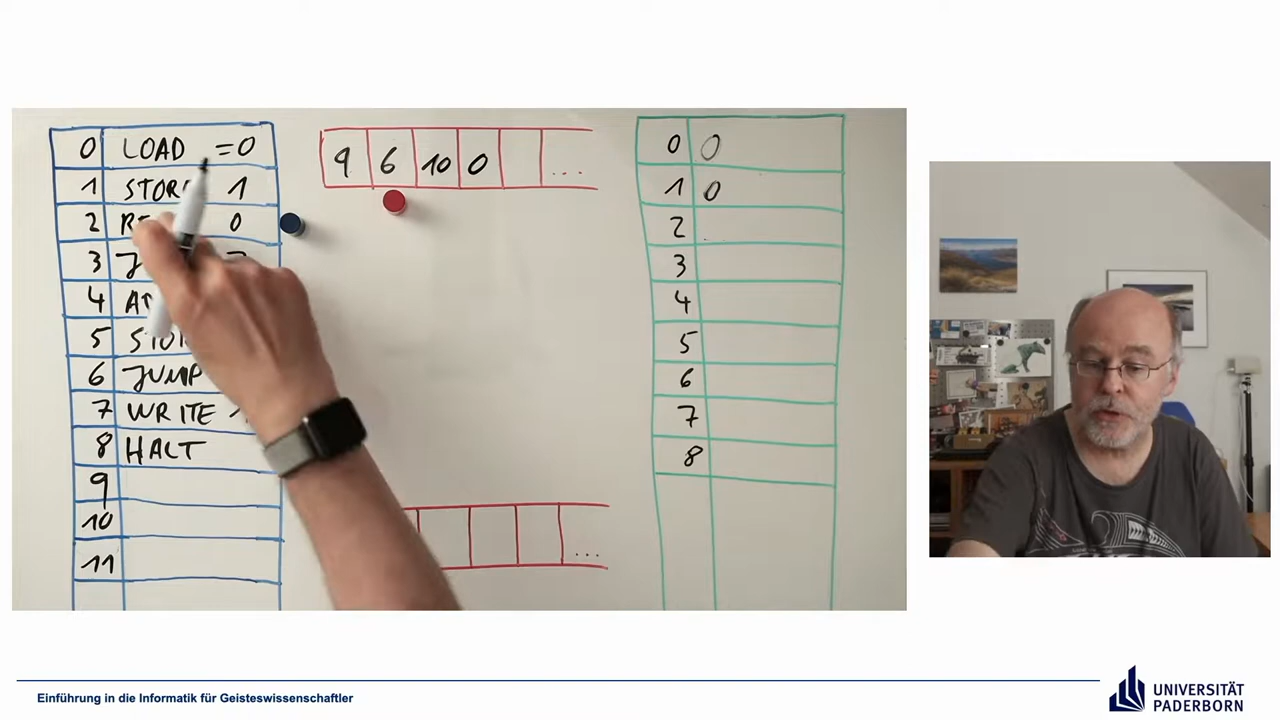 0 LOAD =0
1 STORE 1
2 0
3
4
5
6 JUMP
7 WRITE
8 HALT
9
10
11
9 6 10 0 ...
...
0 0
1 0
2
3
4
5
6
7
8
Einführung in die Informatik für Geisteswissenschaftler
UNIVERSITÄT
PADERBORN